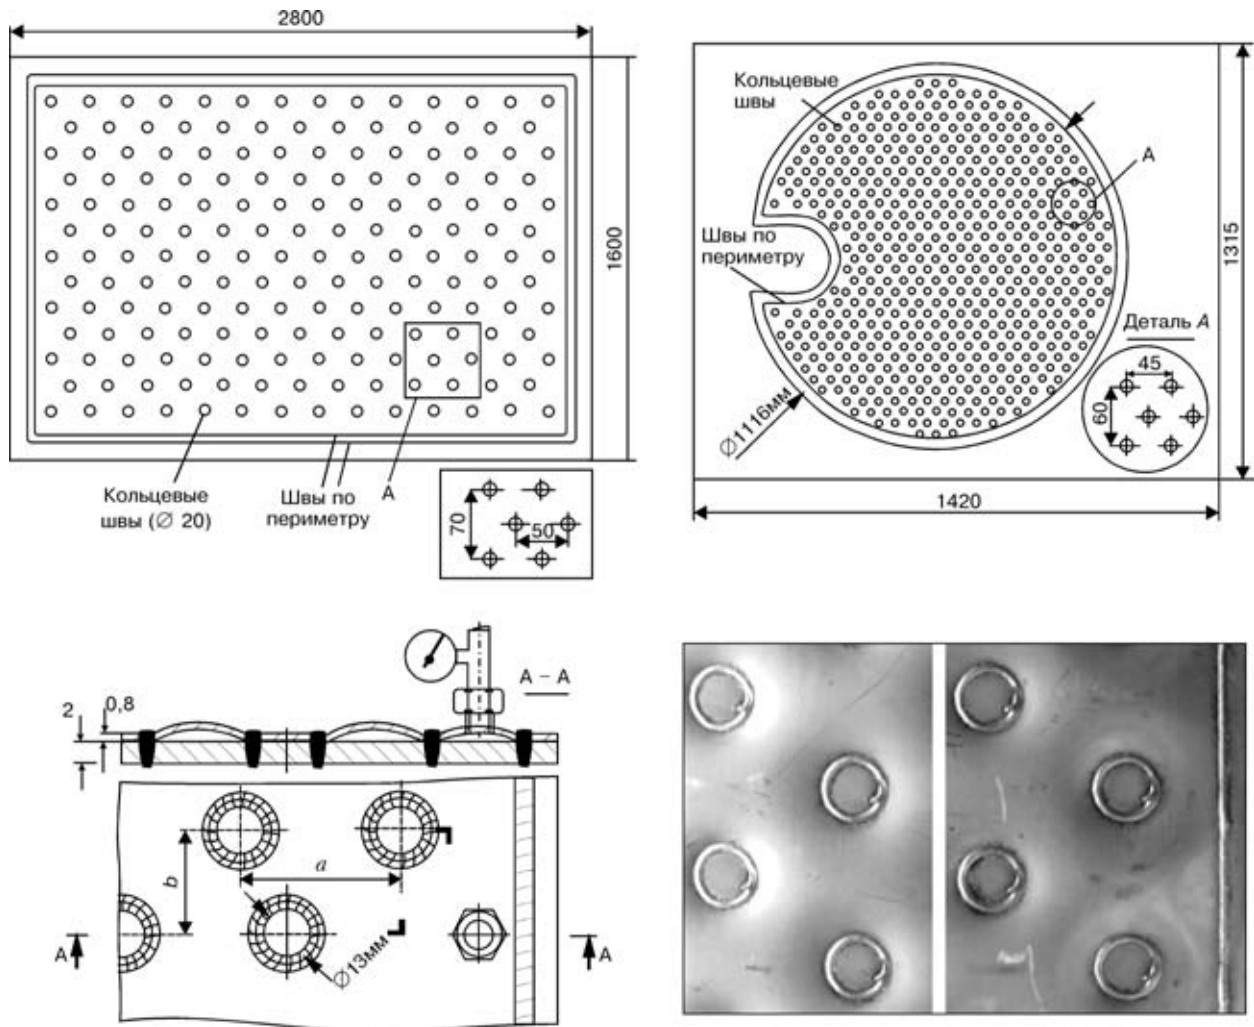 2800
1600
Кольцевые
швы (∅ 20)
Швы по
периметру
А
70
50
Кольцевые
швы
А
Швы по
периметру
1315
Деталь А
45
60
∅1116мм
1420
А – А
2
0,8
a
b
∅13мм
А
А